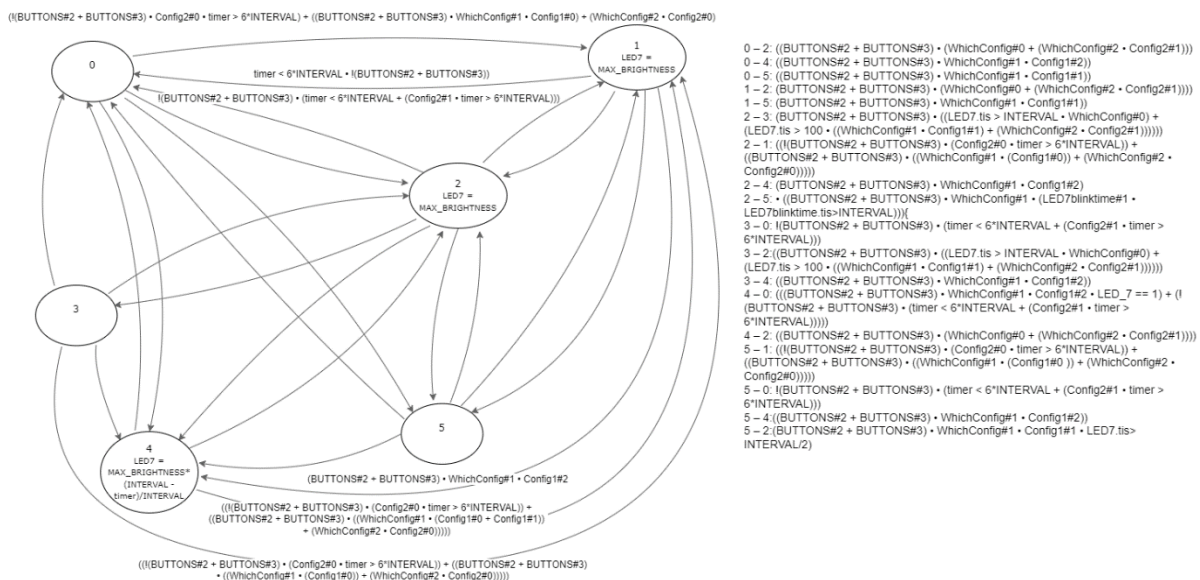 (!(BUTTONS#2 + BUTTONS#3) • Config2#0 • timer > 6*INTERVAL) + ((BUTTONS#2 + BUTTONS#3) • WhichConfig#1 • Config1#0) + (WhichConfig#2 • Config2#0)
0
1
LED7 =
MAX_BRIGHTNESS
timer < 6*INTERVAL • !(BUTTONS#2 + BUTTONS#3))
!(BUTTONS#2 + BUTTONS#3) • (timer < 6*INTERVAL + (Config2#1 • timer > 6*INTERVAL)))
2
LED7 =
MAX_BRIGHTNESS
3
4
LED7 =
MAX_BRIGHTNESS*
(INTERVAL -
timer)/INTERVAL
5
(BUTTONS#2 + BUTTONS#3) • WhichConfig#1 • Config1#2
((!(BUTTONS#2 + BUTTONS#3) • (Config2#0 • timer > 6*INTERVAL)) +
((BUTTONS#2 + BUTTONS#3) • ((WhichConfig#1 • (Config1#0 + Config1#1))
+ (WhichConfig#2 • Config2#0)))))
((!(BUTTONS#2 + BUTTONS#3) • (Config2#0 • timer > 6*INTERVAL)) + ((BUTTONS#2 + BUTTONS#3)
• ((WhichConfig#1 • (Config1#0)) + (WhichConfig#2 • Config2#0)))))
0 – 2: ((BUTTONS#2 + BUTTONS#3) • (WhichConfig#0 + (WhichConfig#2 • Config2#1)))
0 – 4: ((BUTTONS#2 + BUTTONS#3) • WhichConfig#1 • Config1#2))
0 – 5: ((BUTTONS#2 + BUTTONS#3) • WhichConfig#1 • Config1#1))
1 – 2: ((BUTTONS#2 + BUTTONS#3) • (WhichConfig#0 + (WhichConfig#2 • Config2#1))))
1 – 5: ((BUTTONS#2 + BUTTONS#3) • WhichConfig#1 • Config1#1))
2 – 3: (BUTTONS#2 + BUTTONS#3) • ((LED7.tis > INTERVAL • WhichConfig#0) +
(LED7.tis > 100 • ((WhichConfig#1 • Config1#1) + (WhichConfig#2 • Config2#1))))))
2 – 1: ((!(BUTTONS#2 + BUTTONS#3) • (Config2#0 • timer > 6*INTERVAL)) +
((BUTTONS#2 + BUTTONS#3) • ((WhichConfig#1 • (Config1#0)) + (WhichConfig#2 •
Config2#0)))))
2 – 4: (BUTTONS#2 + BUTTONS#3) • WhichConfig#1 • Config1#2)
2 – 5: • ((BUTTONS#2 + BUTTONS#3) • WhichConfig#1 • (LED7blinktime#1 •
LED7blinktime.tis>INTERVAL))){
3 – 0: !(BUTTONS#2 + BUTTONS#3) • (timer < 6*INTERVAL + (Config2#1 • timer >
6*INTERVAL)))
3 – 2:((BUTTONS#2 + BUTTONS#3) • ((LED7.tis > INTERVAL • WhichConfig#0) +
(LED7.tis > 100 • ((WhichConfig#1 • Config1#1) + (WhichConfig#2 • Config2#1))))))
3 – 4: ((BUTTONS#2 + BUTTONS#3) • WhichConfig#1 • Config1#2))
4 – 0: (((BUTTONS#2 + BUTTONS#3) • WhichConfig#1 • Config1#2 • LED_7 == 1) + (!
(BUTTONS#2 + BUTTONS#3) • (timer < 6*INTERVAL + (Config2#1 • timer >
6*INTERVAL)))))
4 – 2: ((BUTTONS#2 + BUTTONS#3) • (WhichConfig#0 + (WhichConfig#2 • Config2#1))))
5 – 1: ((!(BUTTONS#2 + BUTTONS#3) • (Config2#0 • timer > 6*INTERVAL)) +
((BUTTONS#2 + BUTTONS#3) • ((WhichConfig#1 • (Config1#0 )) + (WhichConfig#2 •
Config2#0)))))
5 – 0: !(BUTTONS#2 + BUTTONS#3) • (timer < 6*INTERVAL + (Config2#1 • timer >
6*INTERVAL)))
5 – 4:((BUTTONS#2 + BUTTONS#3) • WhichConfig#1 • Config1#2))
5 – 2:(BUTTONS#2 + BUTTONS#3) • WhichConfig#1 • Config1#1 • LED7.tis>
INTERVAL/2)